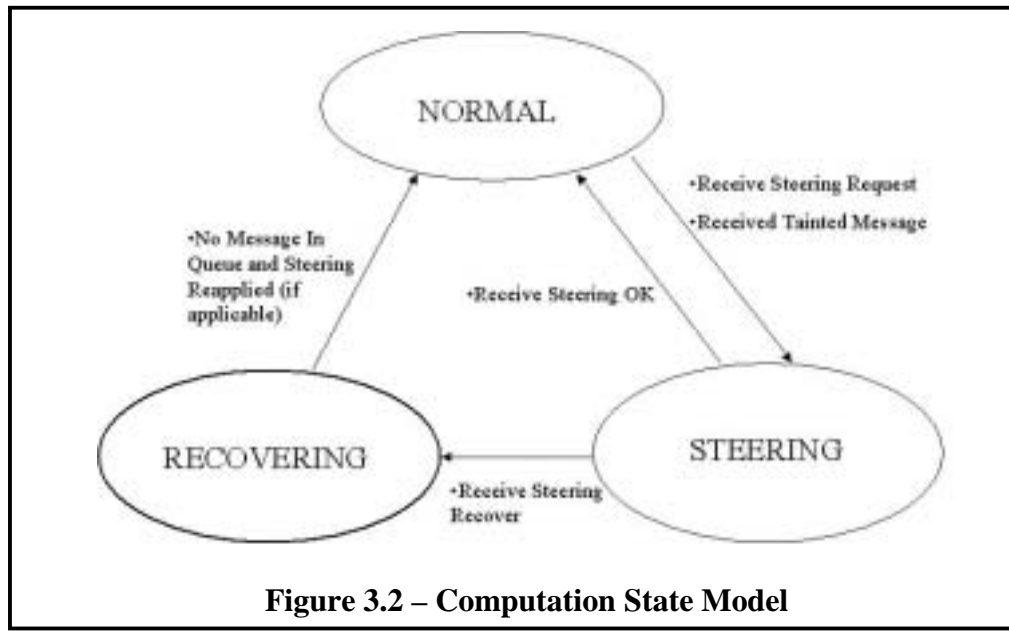 NORMAL
•Receive Steering Request
•Received Tainted Message
•No Message In
Queue and Steering
Reapplied (if
applicable)
•Receive Steering OK
RECOVERING
STEERING
•Receive Steering
Recover
Figure 3.2 – Computation State Model